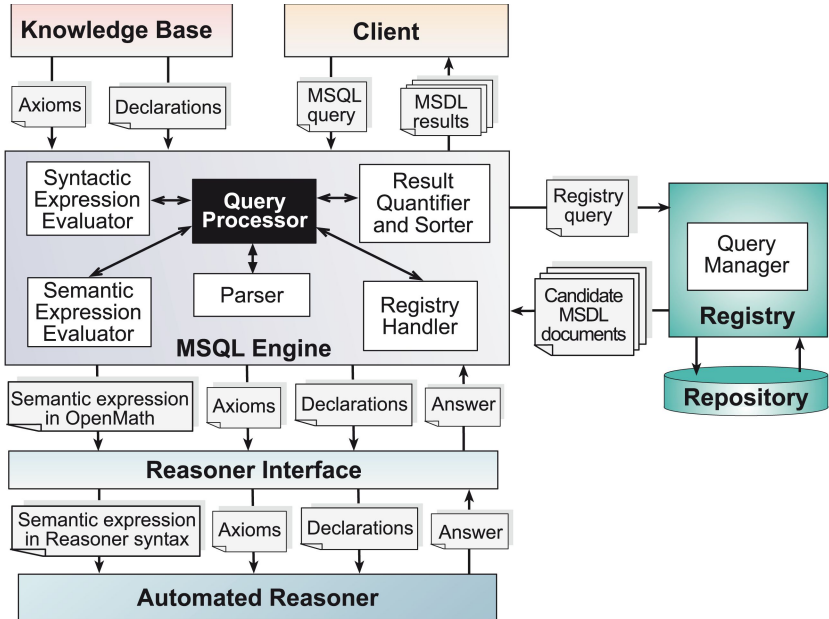 Knowledge Base
Client
Axioms
Declarations
MSQL
query
MSDL
results
Syntactic
Expression
Evaluator
Query
Processor
Result
Quantifier
and Sorter
Registry
query
Query
Manager
Semantic
Expression
Evaluator
Parser
Registry
Handler
Candidate
MSDL
documents
Registry
MSQL Engine
Repository
Semantic expression
in OpenMath
Axioms
Declarations
Answer
Reasoner Interface
Semantic expression
in Reasoner syntax
Axioms
Declarations
Answer
Automated Reasoner